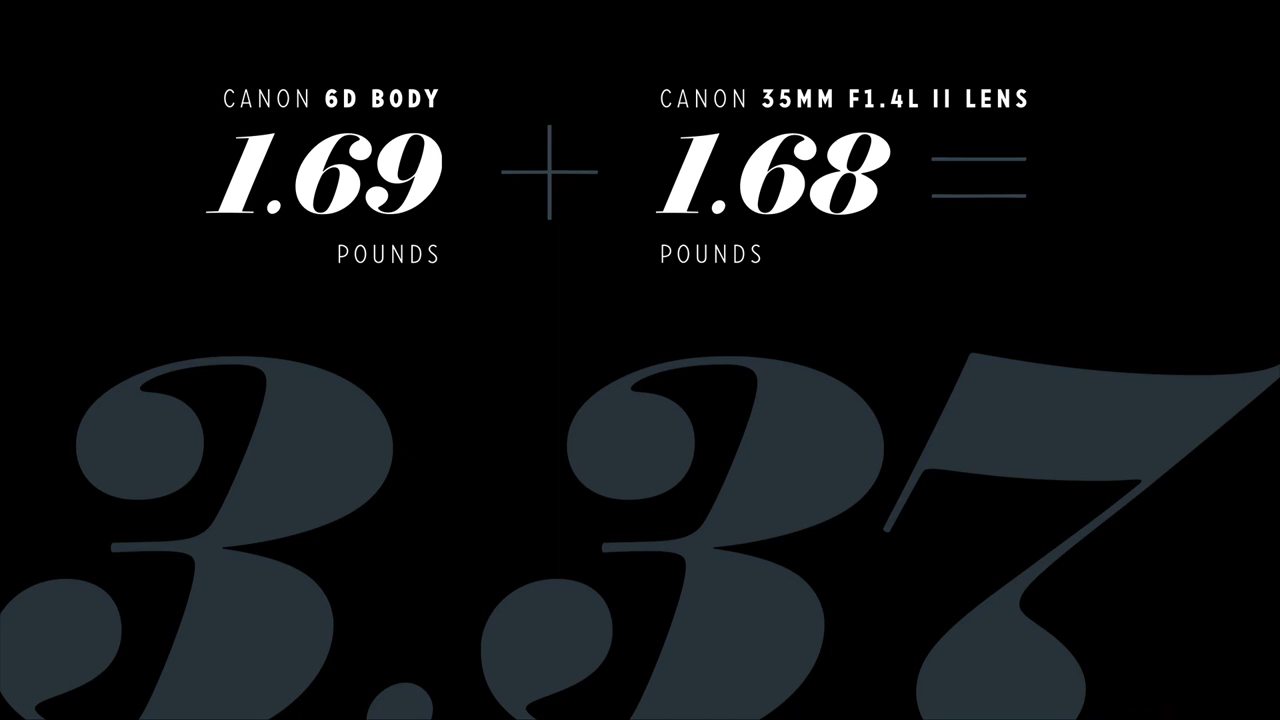 CANON 6D BODY
1.69
POUNDS
+
CANON 35MM F1.4L II LENS
1.68
POUNDS
=
3.37